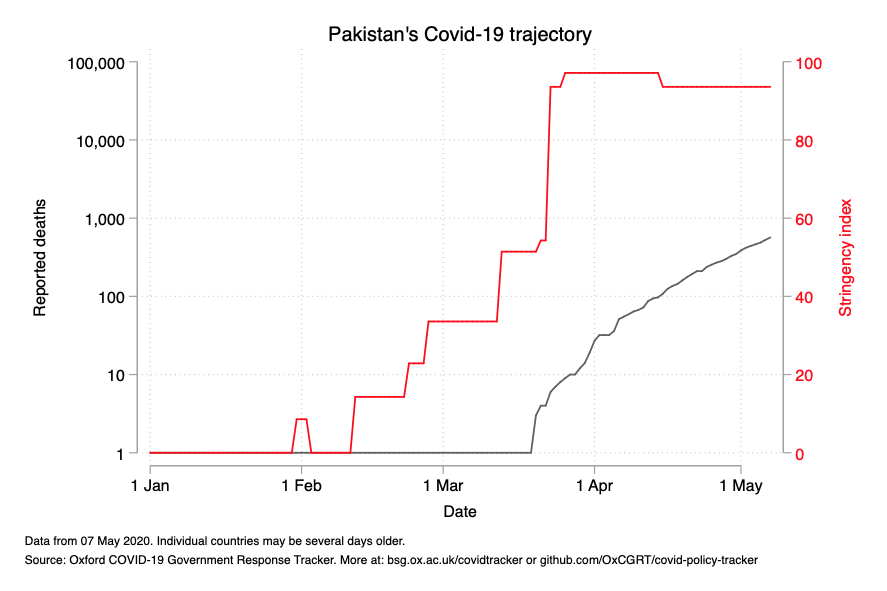 Pakistan's Covid-19 trajectory
100,000
10,000
1,000
100
10
1
Reported deaths
100
80
60
40
20
0
Stringency index
1 Jan
1 Feb
1 Mar
1 Apr
1 May
Date
Data from 07 May 2020. Individual countries may be several days older.
Source: Oxford COVID-19 Government Response Tracker. More at: bsg.ox.ac.uk/covidtracker or github.com/OxCGRT/covid-policy-tracker